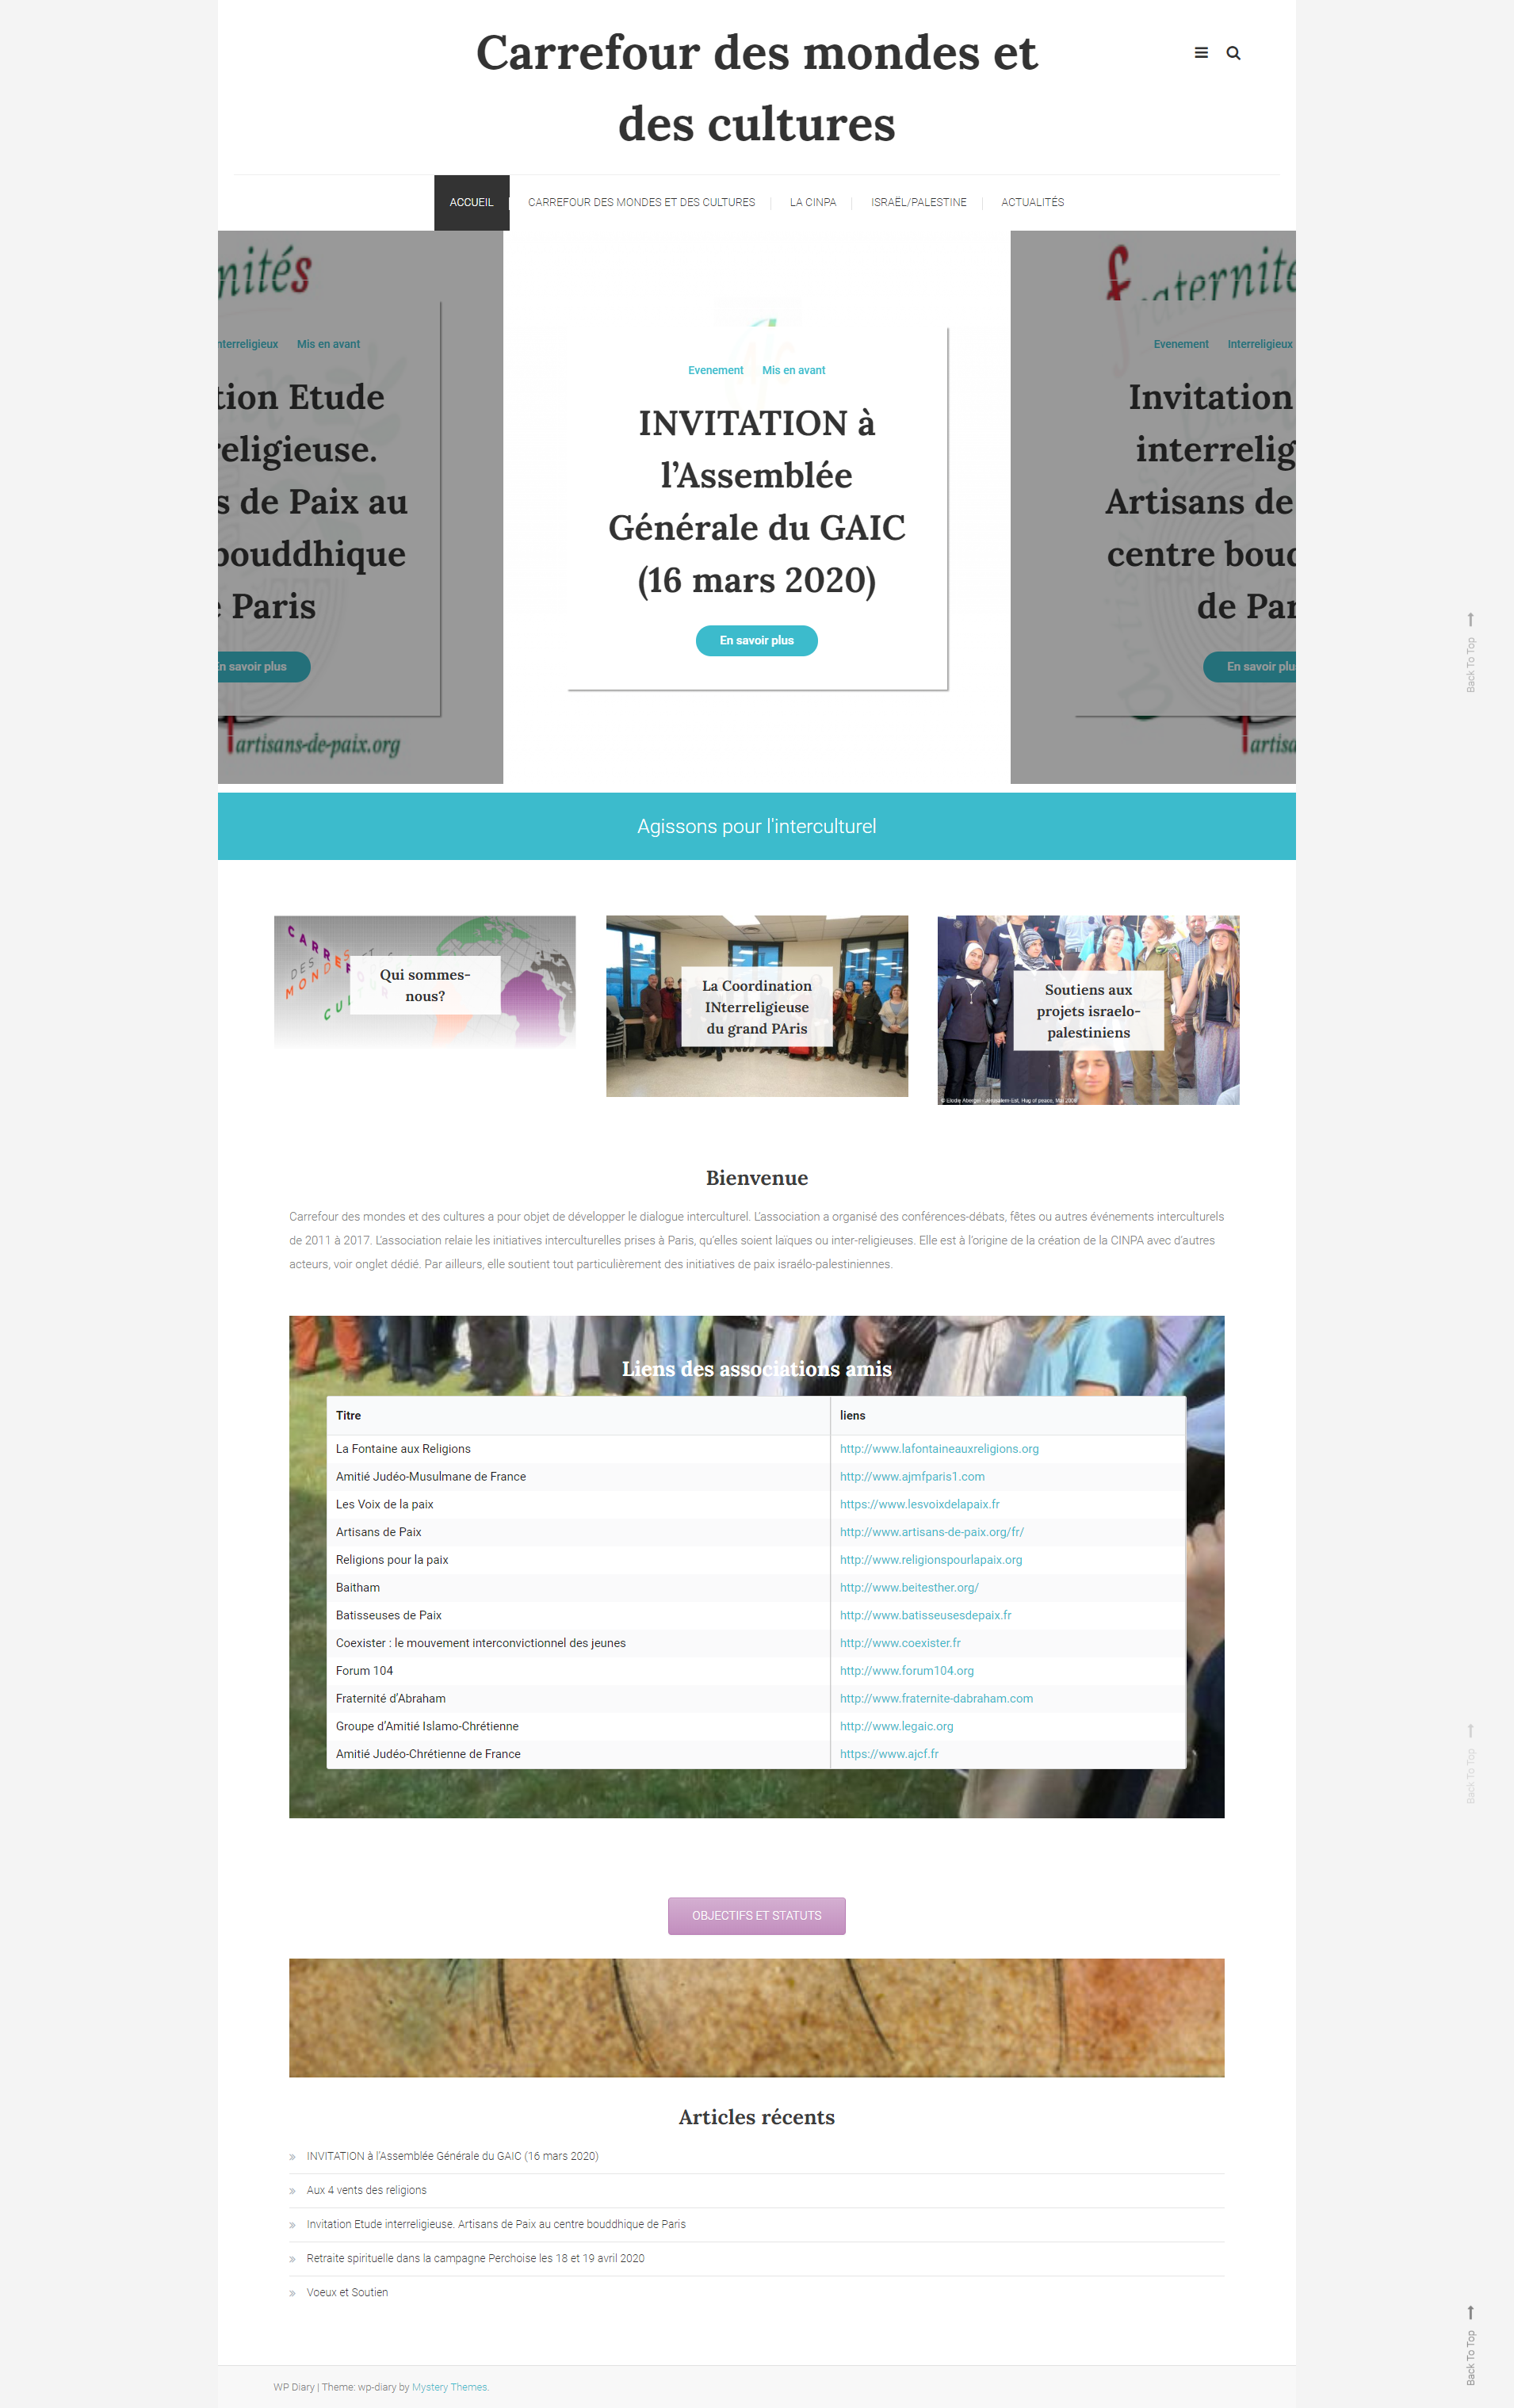 Carrefour des mondes et
des cultures
ACCUEIL
CARREFOUR DES MONDES ET DES CULTURES
LA CINPA
ISRAËL/PALESTINE
ACTUALITÉS
nités
nterreligieux Mis en avant
tion Etude
religieuse.
s de Paix au
bouddhique
e Paris
En savoir plus
artisans-de-paix.org
Evenement Mis en avant
INVITATION à
l’Assemblée
Générale du GAIC
(16 mars 2020)
En savoir plus
fraternité
Evenement Interreligieux
Invitation
interrelig
Artisans de
centre boud
de Par
En savoir plu
artisa
Back To Top
Agissons pour l'interculturel
CARR
DES MONDES ET
CU
Qui sommes-
nous?
La Coordination
INterreligieuse
du grand PAris
Soutiens aux
projets israelo-
palestiniens
Bienvenue
Carrefour des mondes et des cultures a pour objet de développer le dialogue interculturel. L’association a organisé des conférences-débats, fêtes ou autres événements interculturels
de 2011 à 2017. L’association relaie les initiatives interculturelles prises à Paris, qu’elles soient laïques ou inter-religieuses. Elle est à l’origine de la création de la CINPA avec d’autres
acteurs, voir onglet dédié. Par ailleurs, elle soutient tout particulièrement des initiatives de paix israélo-palestiniennes.
Liens des associations amis
Titre liens
La Fontaine aux Religions http://www.lafontaineauxreligions.org
Amitié Judéo-Musulmane de France http://www.ajmfparis1.com
Les Voix de la paix https://www.lesvoixdelapaix.fr
Artisans de Paix http://www.artisans-de-paix.org/fr/
Religions pour la paix http://www.religionspourlapaix.org
Baitham http://www.beitesther.org/
Batisseuses de Paix http://www.batisseusesdepaix.fr
Coexister : le mouvement interconvictionnel des jeunes http://www.coexister.fr
Forum 104 http://www.forum104.org
Fraternité d’Abraham http://www.fraternite-dabraham.com
Groupe d’Amitié Islamo-Chrétienne http://www.legaic.org
Amitié Judéo-Chrétienne de France https://www.ajcf.fr
Back To Top
OBJECTIFS ET STATUTS
Articles récents
INVITATION à l’Assemblée Générale du GAIC (16 mars 2020)
Aux 4 vents des religions
Invitation Etude interreligieuse. Artisans de Paix au centre bouddhique de Paris
Retraite spirituelle dans la campagne Perchoise les 18 et 19 avril 2020
Voeux et Soutien
Back To Top
WP Diary | Theme: wp-diary by Mystery Themes.